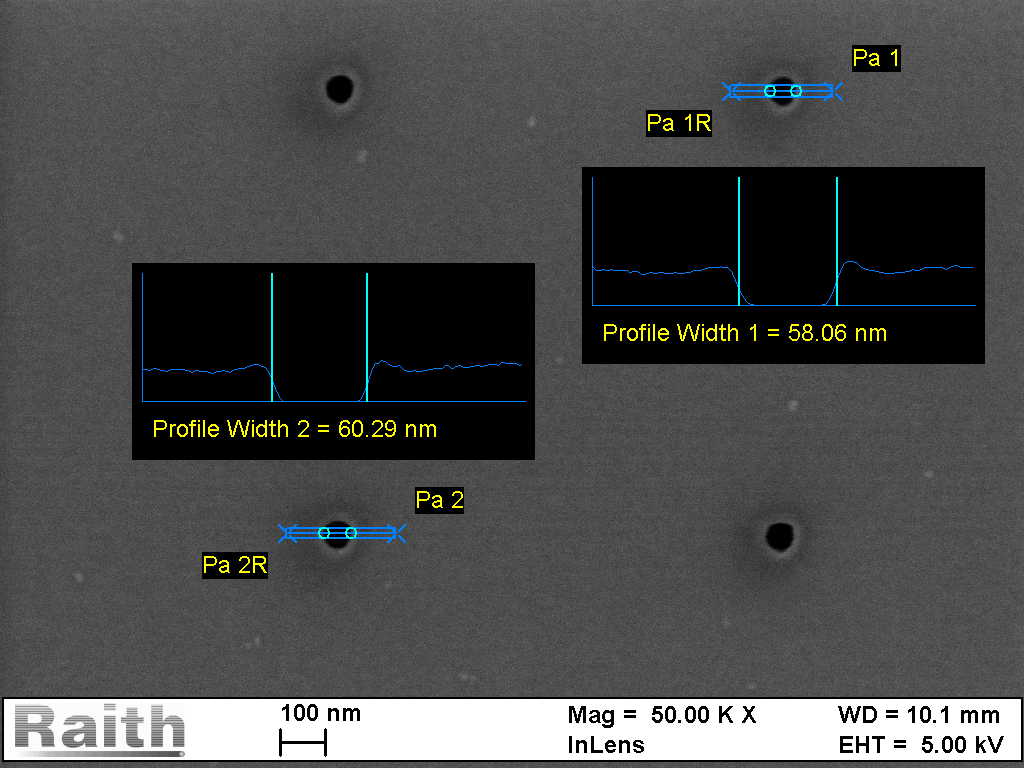 Pa 1
Pa 1R
Profile Width 1 = 58.06 nm
Profile Width 2 = 60.29 nm
Pa 2
Pa 2R
Raith
100 nm
Mag = 50.00 K X
InLens
WD = 10.1 mm
EHT = 5.00 kV